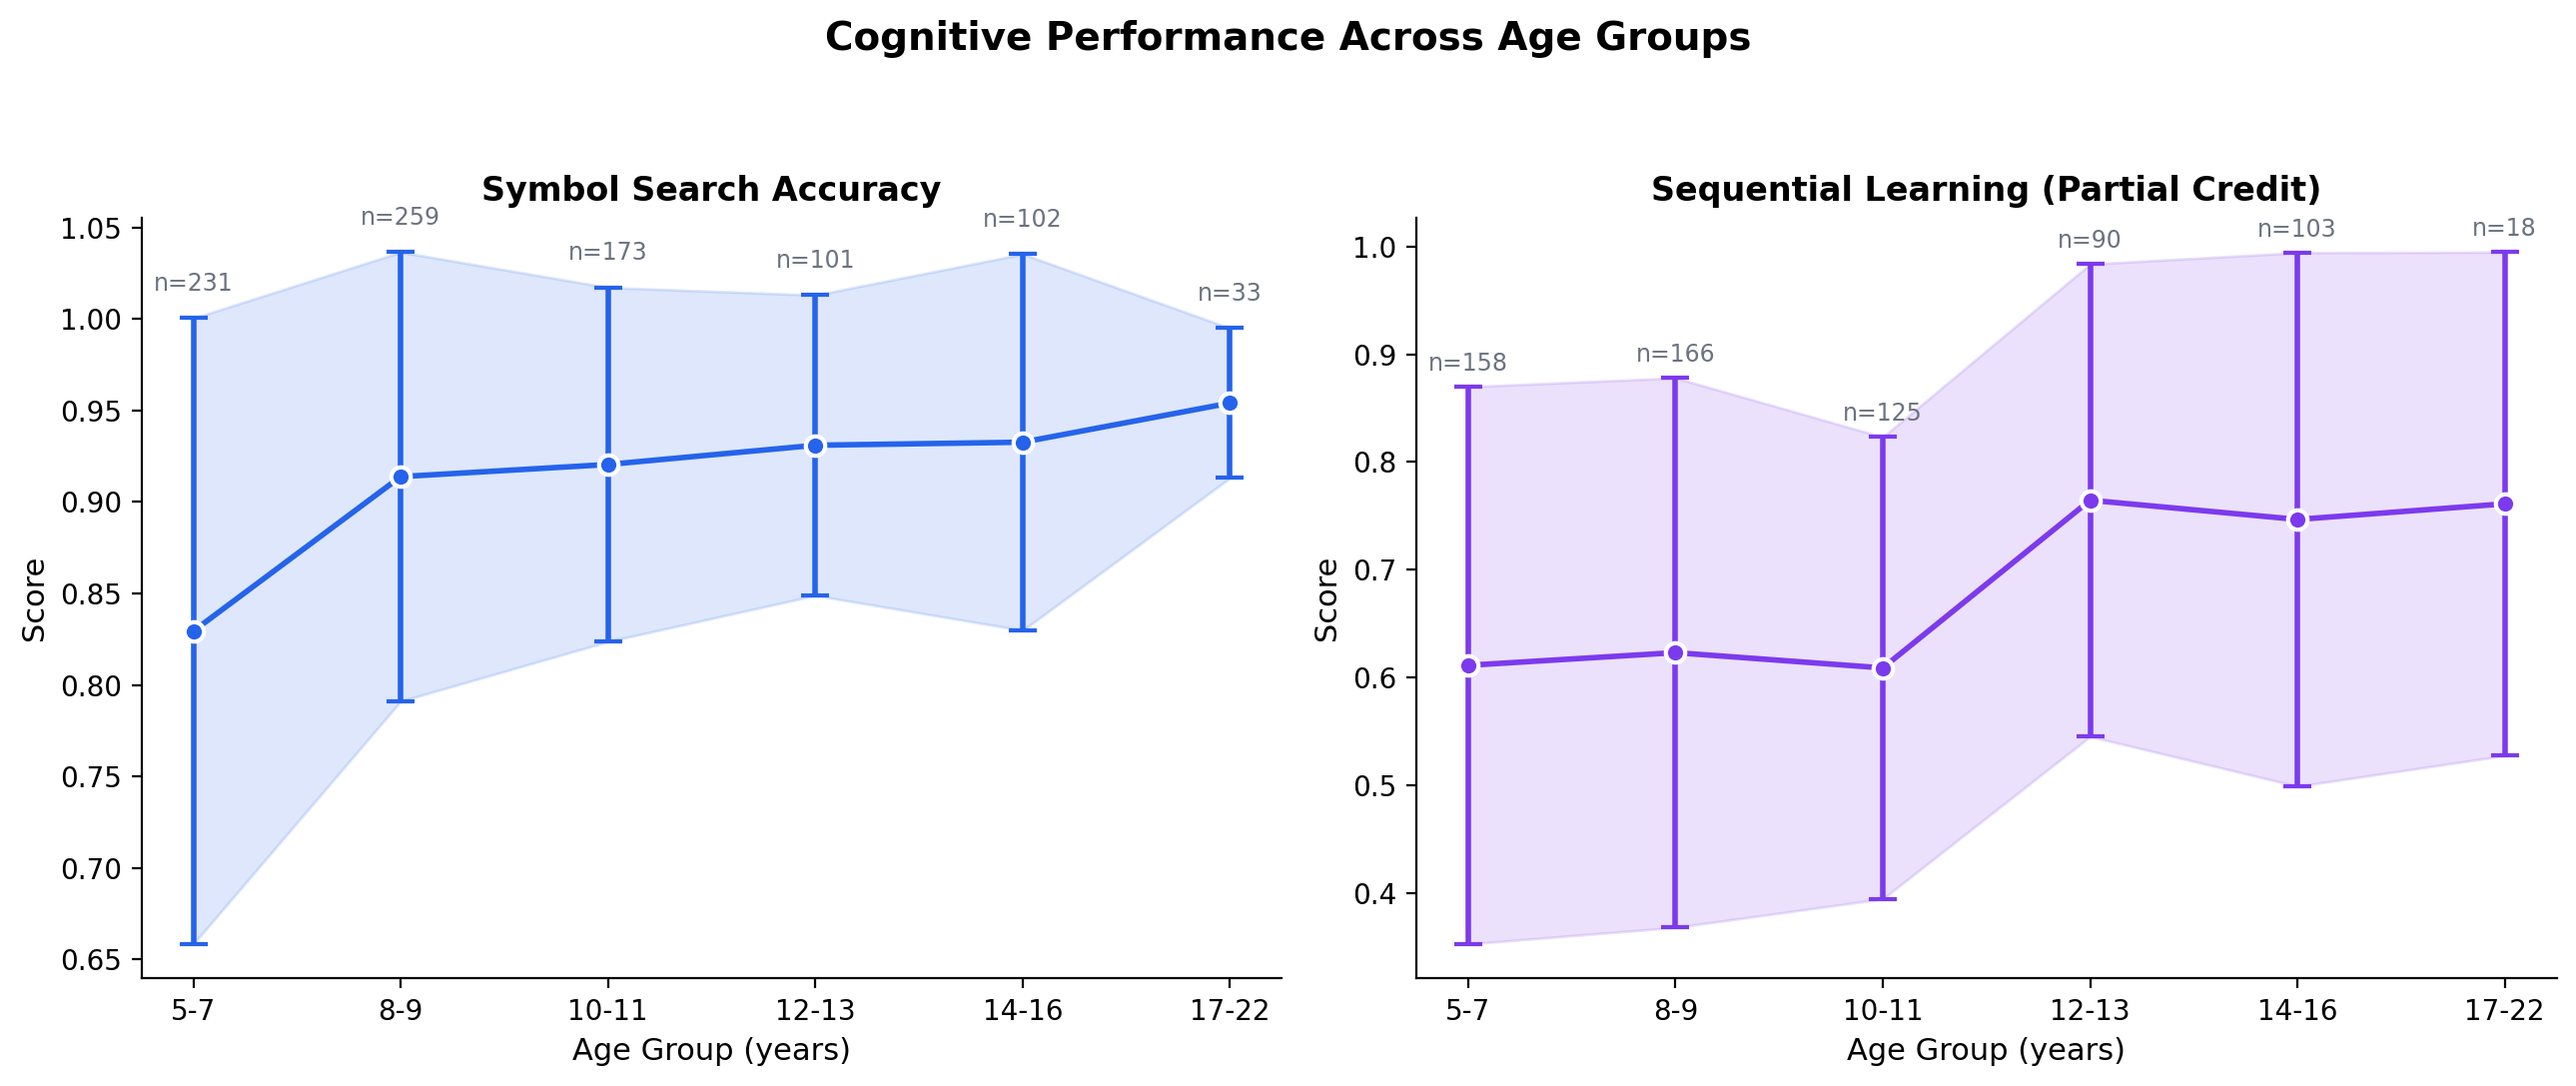 Cognitive Performance Across Age Groups
Symbol Search Accuracy
n=231
n=259
n=173
n=101
n=102
n=33
1.05
1.00
0.95
0.90
0.85
0.80
0.75
0.70
0.65
Score
5-7
8-9
10-11
12-13
14-16
17-22
Age Group (years)
Sequential Learning (Partial Credit)
n=158
n=166
n=125
n=90
n=103
n=18
1.0
0.9
0.8
0.7
0.6
0.5
0.4
Score
5-7
8-9
10-11
12-13
14-16
17-22
Age Group (years)